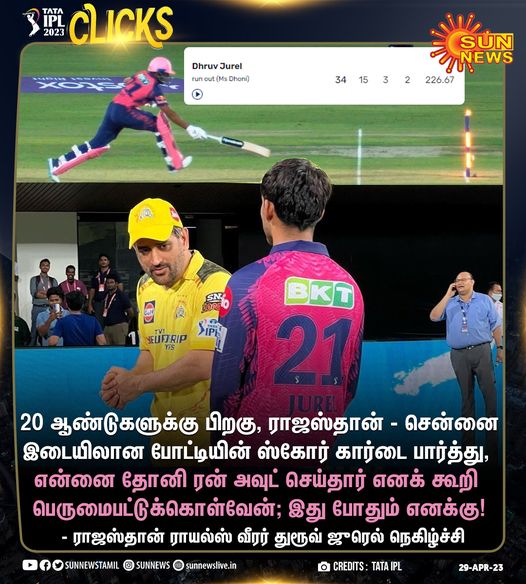 TATA
IPL
2023
CLICKS
SUN
NEWS
Dhruv Jurel
run out (Ms Dhoni)
34 15 3 2 226.67
BKT
21
JUREL
20 ஆண்டுகளுக்கு பிறகு, ராஜஸ்தான் - சென்னை
இடையிலான போட்டியின் ஸ்கோர் கார்டை பார்த்து,
என்னை தோனி ரன் அவுட் செய்தார் எனக் கூறி
பெருமைபட்டுக்கொள்வேன்; இது போதும் எனக்கு!
- ராஜஸ்தான் ராயல்ஸ் வீரர் துரூவ் ஜுரெல் நெகிழ்ச்சி
SUNNEWSTAMIL SUNNEWS sunnewslive.in
CREDITS : TATA IPL
29-APR-23